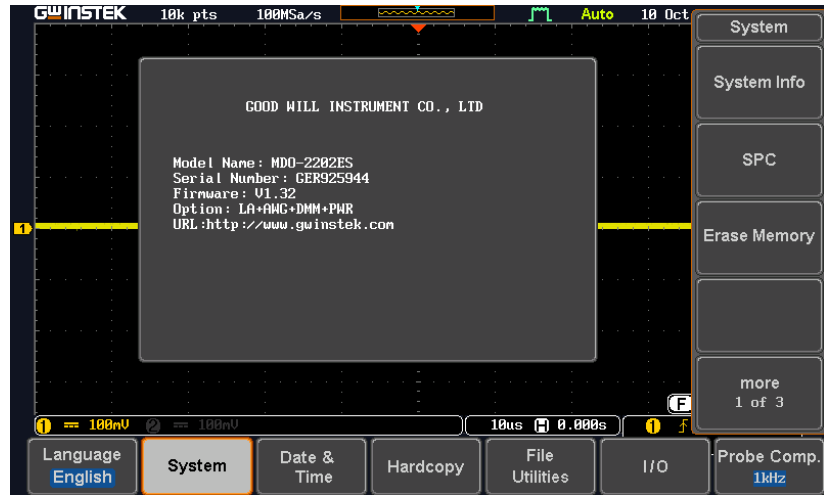 GWINSTEK 10k pts 100MSa/s Auto 10 Oct
System
System Info
SPC
Erase Memory
more
1 of 3
GOOD WILL INSTRUMENT CO., LTD
Model Name: MDO-2202ES
Serial Number: GER925944
Firmware: V1.32
Option: LA+AWG+DMM+PWR
URL:http://www.gwinstek.com
1
F
1 100mV 2 100mV 10us H 0.000s 1
Language
English
System
Date &
Time
Hardcopy
File
Utilities
I/O
Probe Comp.
1kHz